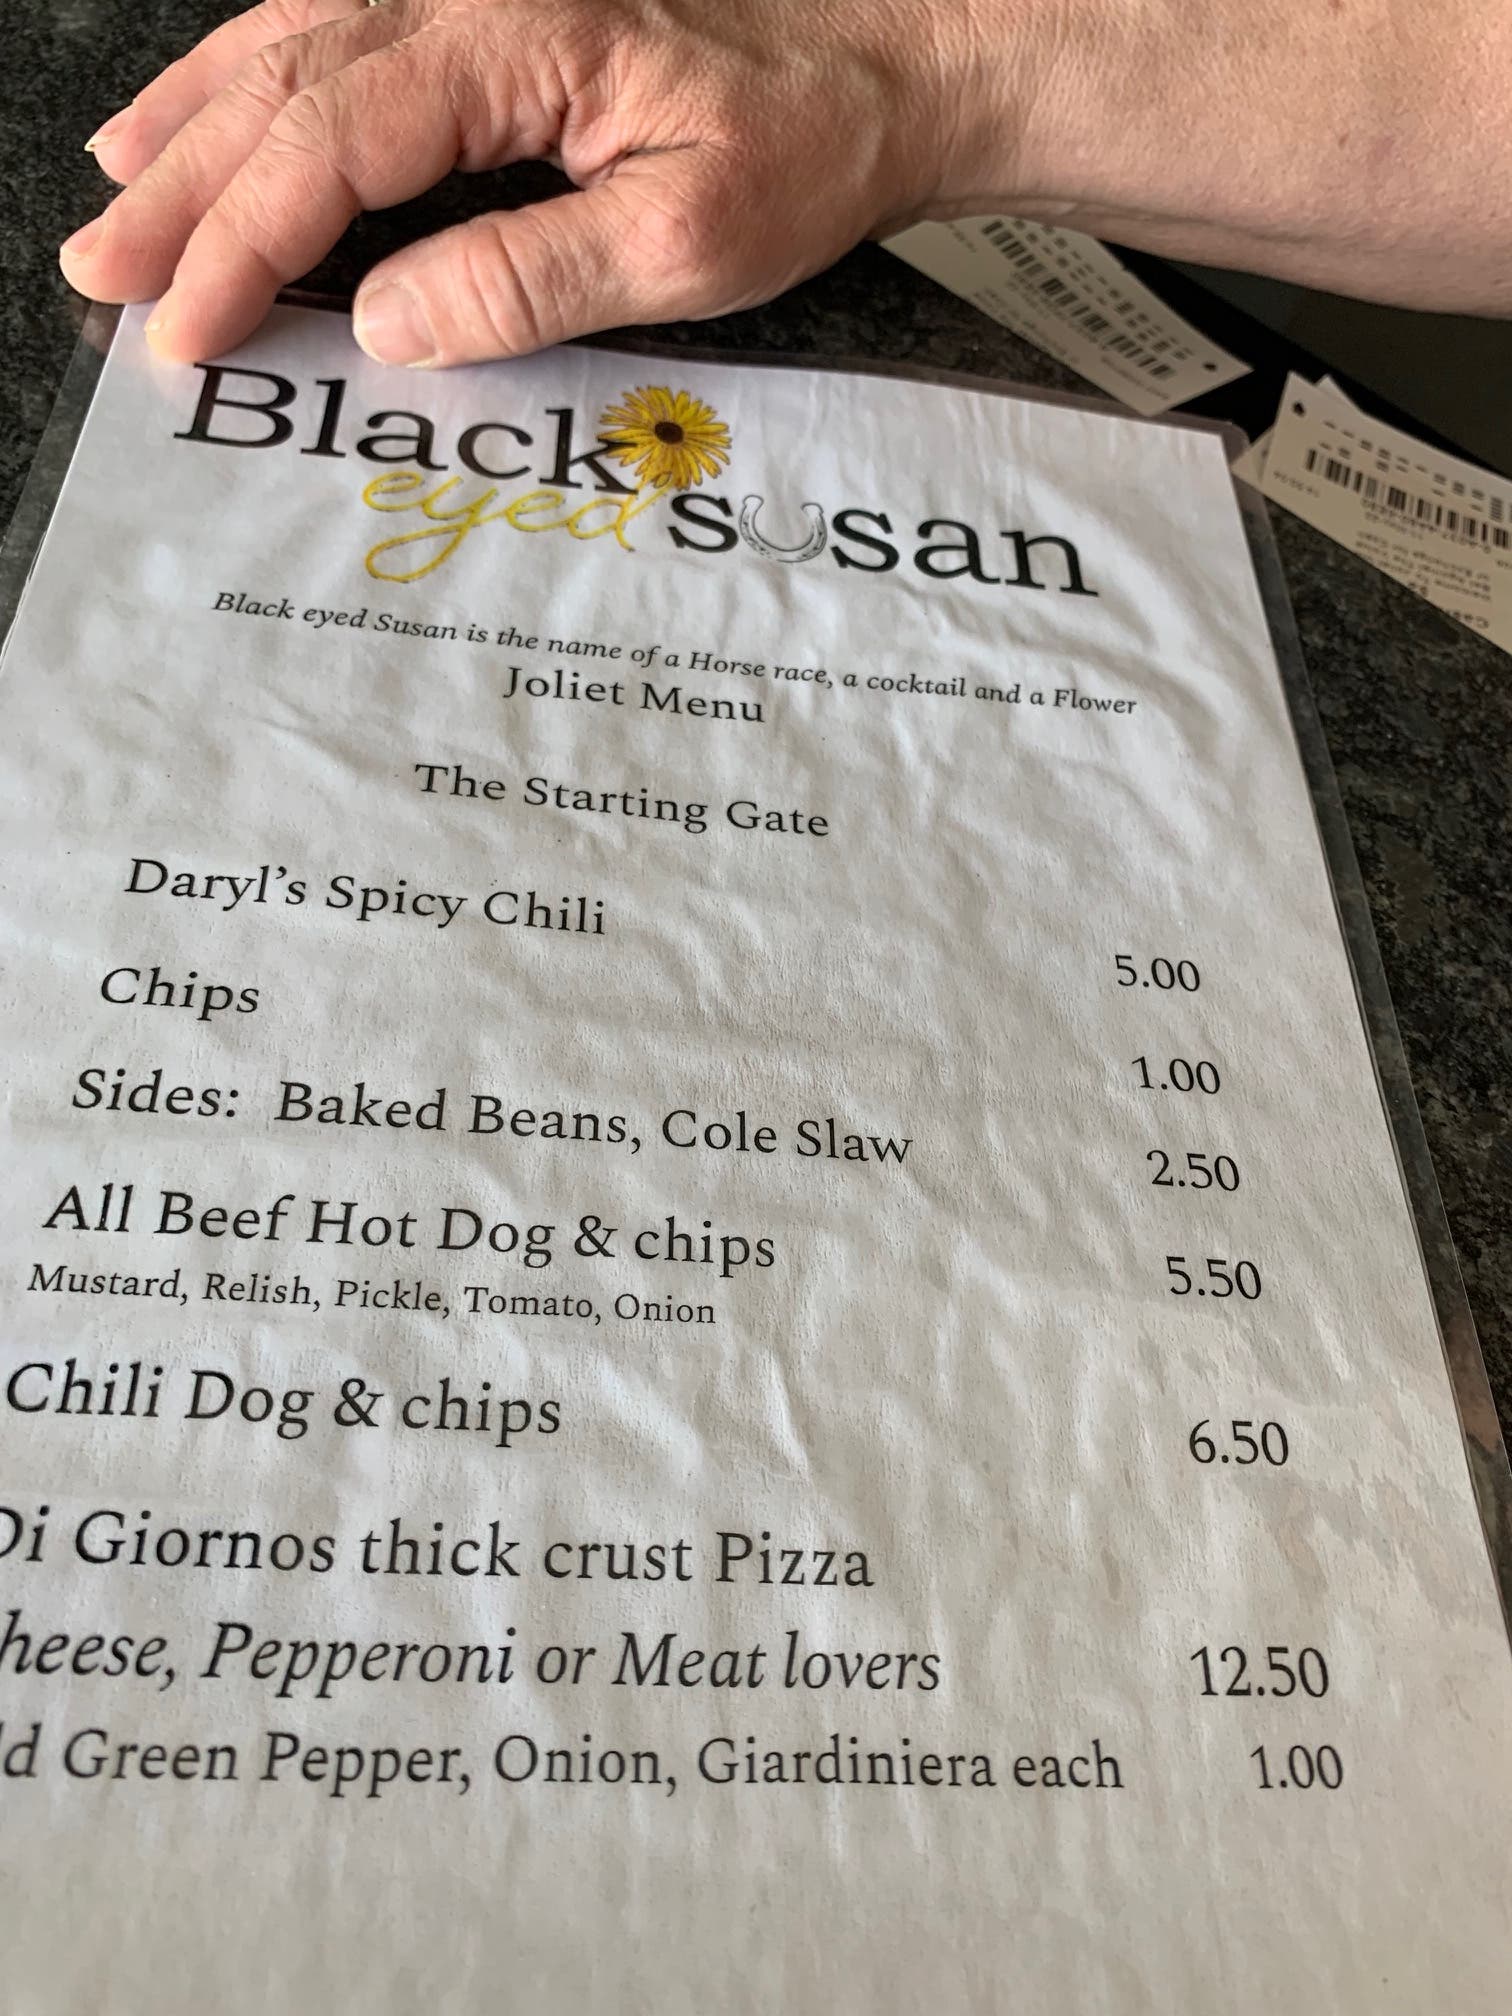 Black
eyed
susan
Black eyed Susan is the name of a Horse race, a cocktail and a Flower
Joliet Menu
The Starting Gate
Daryl's Spicy Chili 5.00
Chips 1.00
Sides: Baked Beans, Cole Slaw 2.50
All Beef Hot Dog & chips 5.50
Mustard, Relish, Pickle, Tomato, Onion
Chili Dog & chips 6.50
Di Giornos thick crust Pizza
heese, Pepperoni or Meat lovers 12.50
d Green Pepper, Onion, Giardiniera each 1.00